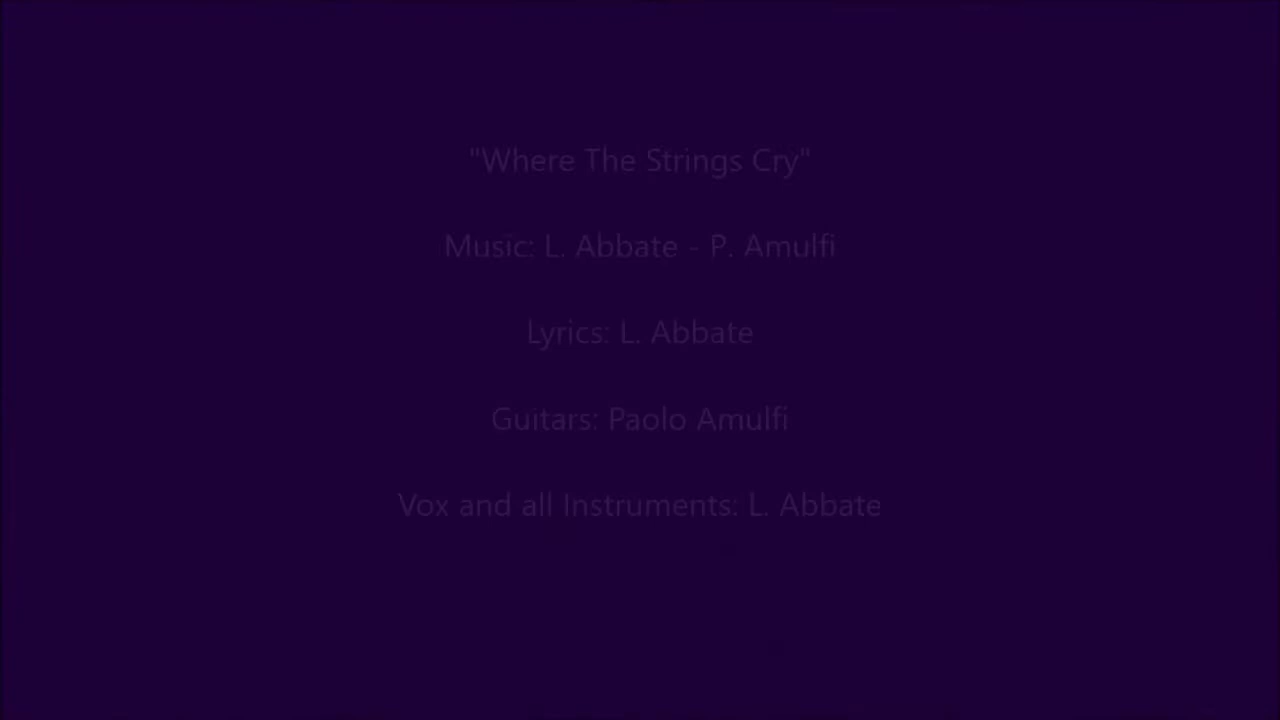 "Where The Strings Cry"
Music: L. Abbate - P. Amulfi
Lyrics: L. Abbate
Guitars: Paolo Amulfi
Vox and all Instruments: L. Abbate